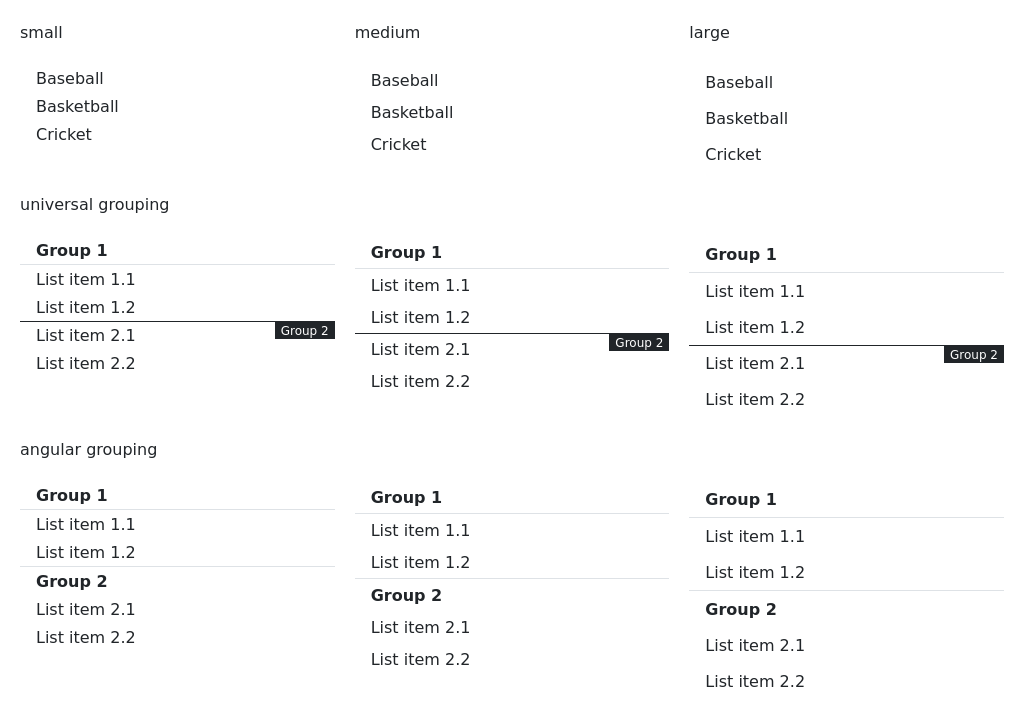 small
Baseball
Basketball
Cricket
medium
Baseball
Basketball
Cricket
large
Baseball
Basketball
Cricket
universal grouping
Group 1
List item 1.1
List item 1.2
Group 2
List item 2.1
List item 2.2
Group 1
List item 1.1
List item 1.2
Group 2
List item 2.1
List item 2.2
Group 1
List item 1.1
List item 1.2
Group 2
List item 2.1
List item 2.2
angular grouping
Group 1
List item 1.1
List item 1.2
Group 2
List item 2.1
List item 2.2
Group 1
List item 1.1
List item 1.2
Group 2
List item 2.1
List item 2.2
Group 1
List item 1.1
List item 1.2
Group 2
List item 2.1
List item 2.2